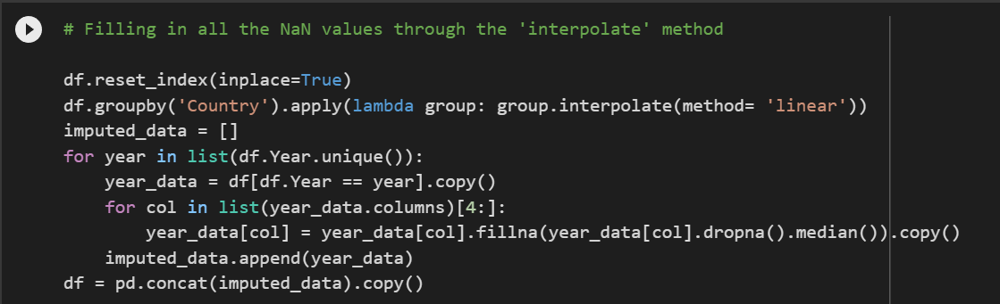 # Filling in all the NaN values through the 'interpolate' method
df.reset_index(inplace=True)
df.groupby('Country').apply(lambda group: group.interpolate(method= 'linear'))
imputed_data = []
for year in list(df.Year.unique()):
    year_data = df[df.Year == year].copy()
    for col in list(year_data.columns)[4:]:
        year_data[col] = year_data[col].fillna(year_data[col].dropna().median()).copy()
    imputed_data.append(year_data)
df = pd.concat(imputed_data).copy()